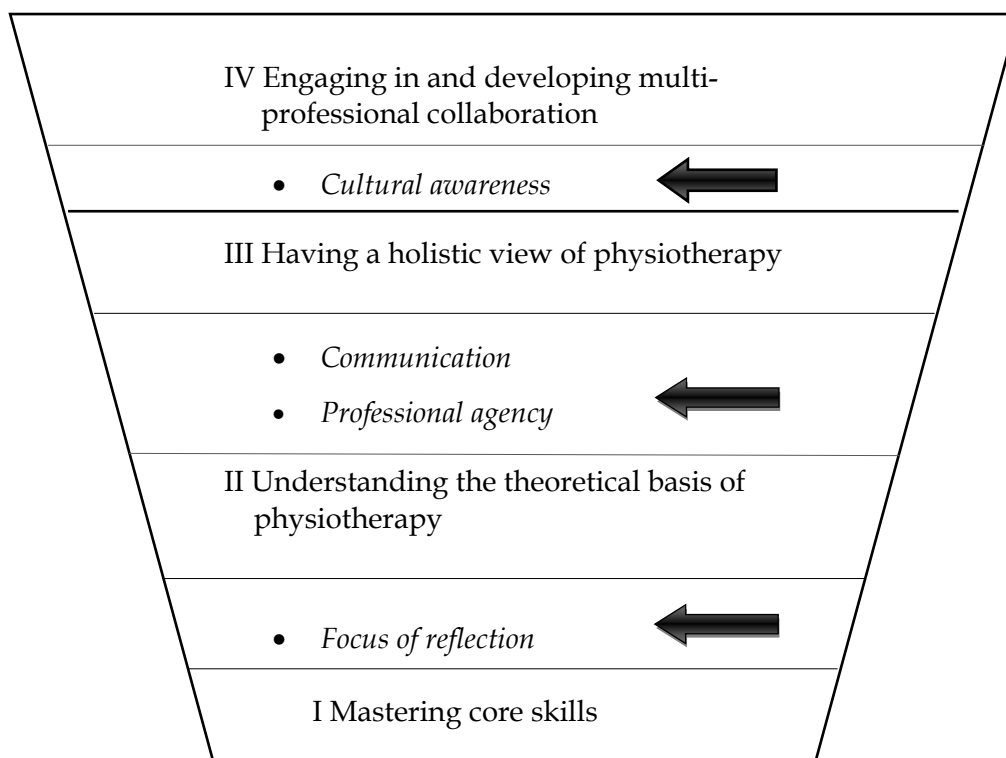 IV Engaging in and developing multi-
professional collaboration
• Cultural awareness
III Having a holistic view of physiotherapy
• Communication
• Professional agency
II Understanding the theoretical basis of
physiotherapy
• Focus of reflection
I Mastering core skills